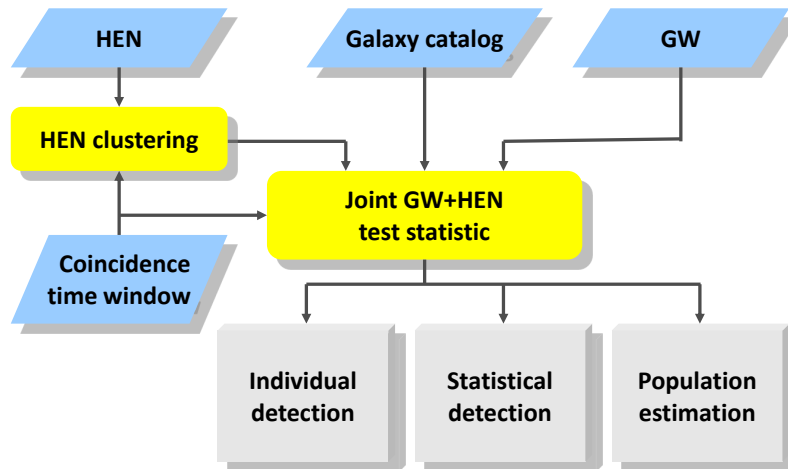 HEN
Galaxy catalog
GW
HEN clustering
Joint GW+HEN
test statistic
Coincidence
time window
Individual
detection
Statistical
detection
Population
estimation